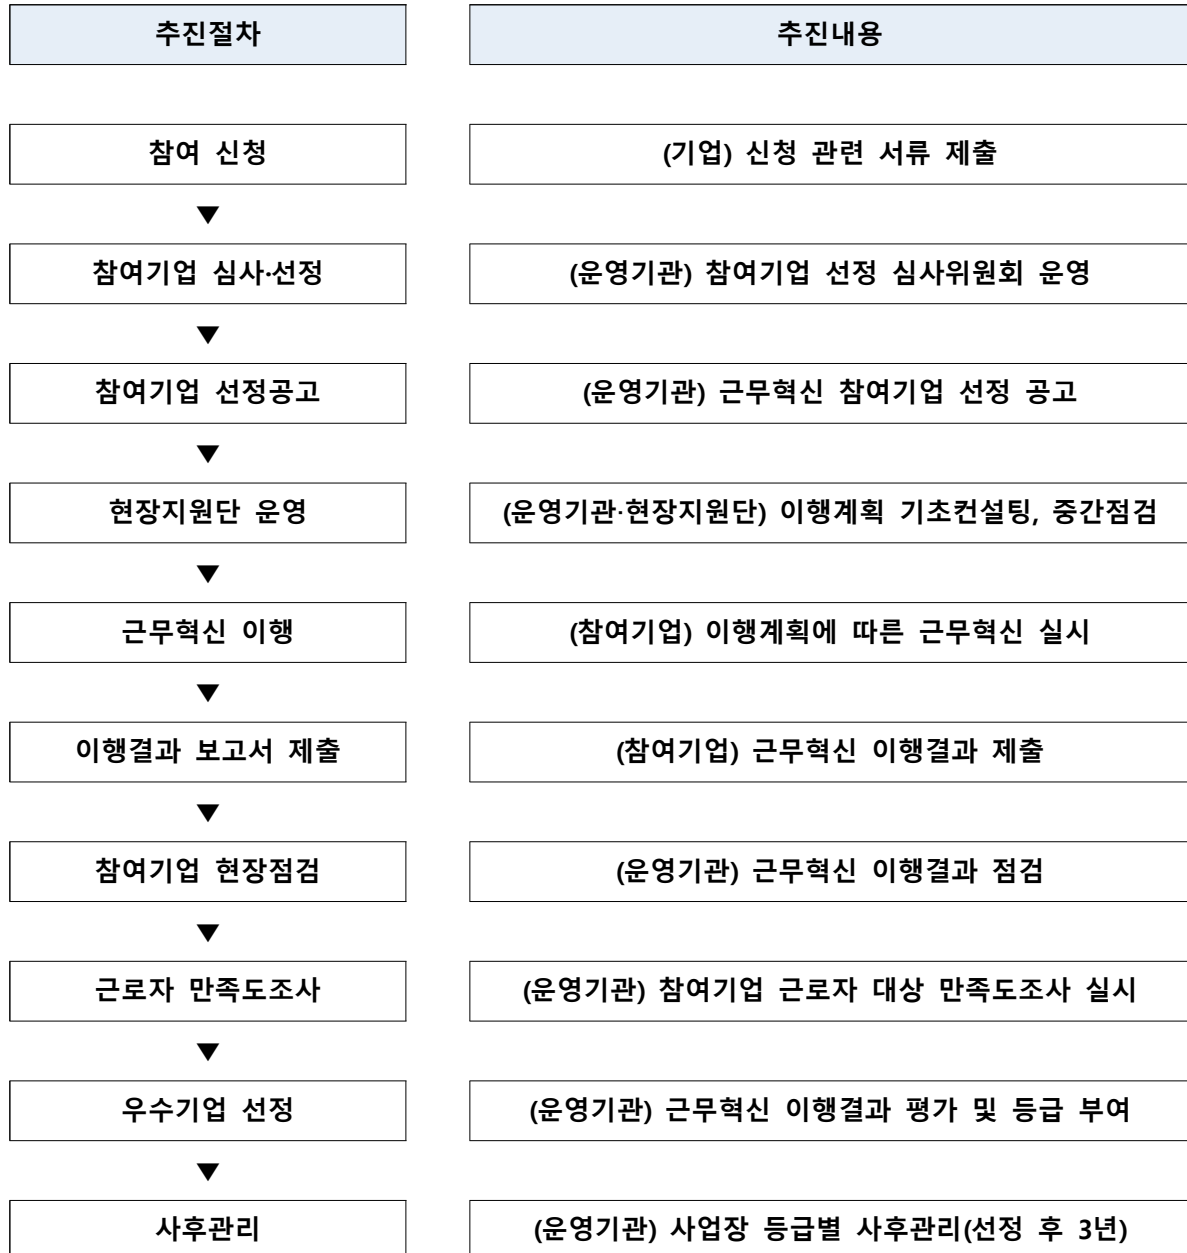 추진절차 추진내용
참여 신청 (기업) 신청 관련 서류 제출
▼
참여기업 심사·선정 (운영기관) 참여기업 선정 심사위원회 운영
▼
참여기업 선정공고 (운영기관) 근무혁신 참여기업 선정 공고
▼
현장지원단 운영 (운영기관·현장지원단) 이행계획 기초컨설팅, 중간점검
▼
근무혁신 이행 (참여기업) 이행계획에 따른 근무혁신 실시
▼
이행결과 보고서 제출 (참여기업) 근무혁신 이행결과 제출
▼
참여기업 현장점검 (운영기관) 근무혁신 이행결과 점검
▼
근로자 만족도조사 (운영기관) 참여기업 근로자 대상 만족도조사 실시
▼
우수기업 선정 (운영기관) 근무혁신 이행결과 평가 및 등급 부여
▼
사후관리 (운영기관) 사업장 등급별 사후관리(선정 후 3년)